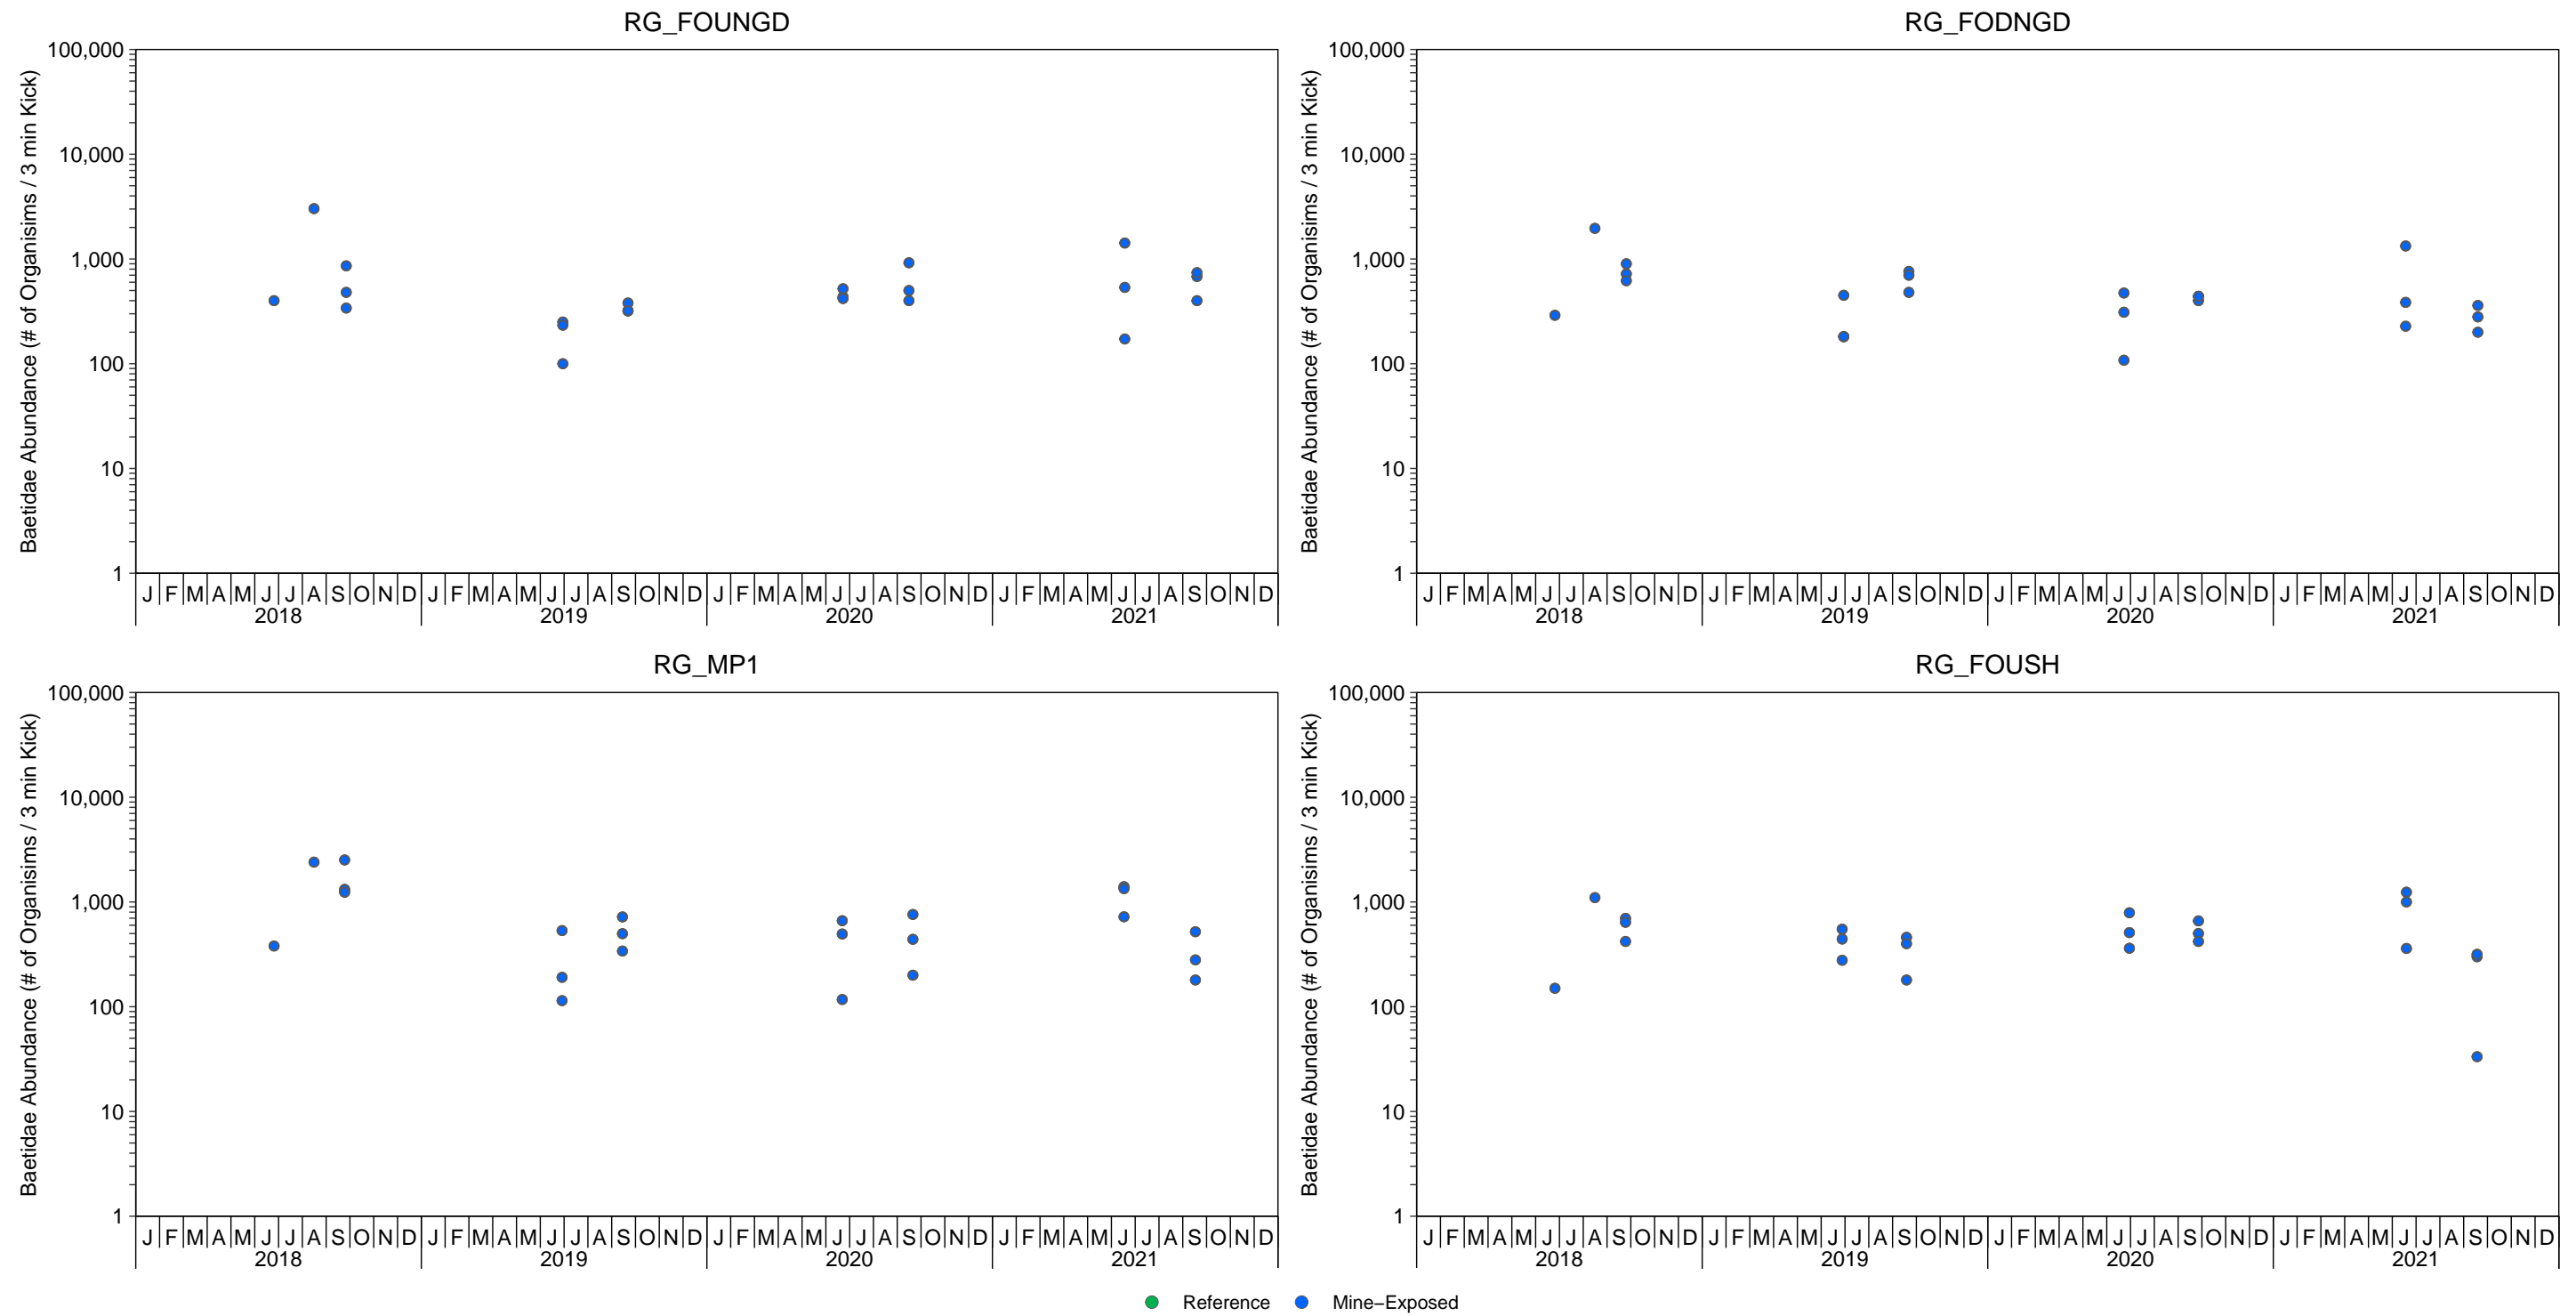 RG_FOUNGD
Baetidae Abundance (# of Organisims / 3 min Kick)
100,000
10,000
1,000
100
10
1
J F M A M J J A S O N D J F M A M J J A S O N D J F M A M J J A S O N D J F M A M J J A S O N D
2018 2019 2020 2021
RG_FODNGD
Baetidae Abundance (# of Organisims / 3 min Kick)
100,000
10,000
1,000
100
10
1
J F M A M J J A S O N D J F M A M J J A S O N D J F M A M J J A S O N D J F M A M J J A S O N D
2018 2019 2020 2021
RG_MP1
Baetidae Abundance (# of Organisims / 3 min Kick)
100,000
10,000
1,000
100
10
1
J F M A M J J A S O N D J F M A M J J A S O N D J F M A M J J A S O N D J F M A M J J A S O N D
2018 2019 2020 2021
RG_FOUSH
Baetidae Abundance (# of Organisims / 3 min Kick)
100,000
10,000
1,000
100
10
1
J F M A M J J A S O N D J F M A M J J A S O N D J F M A M J J A S O N D J F M A M J J A S O N D
2018 2019 2020 2021
Reference Mine−Exposed